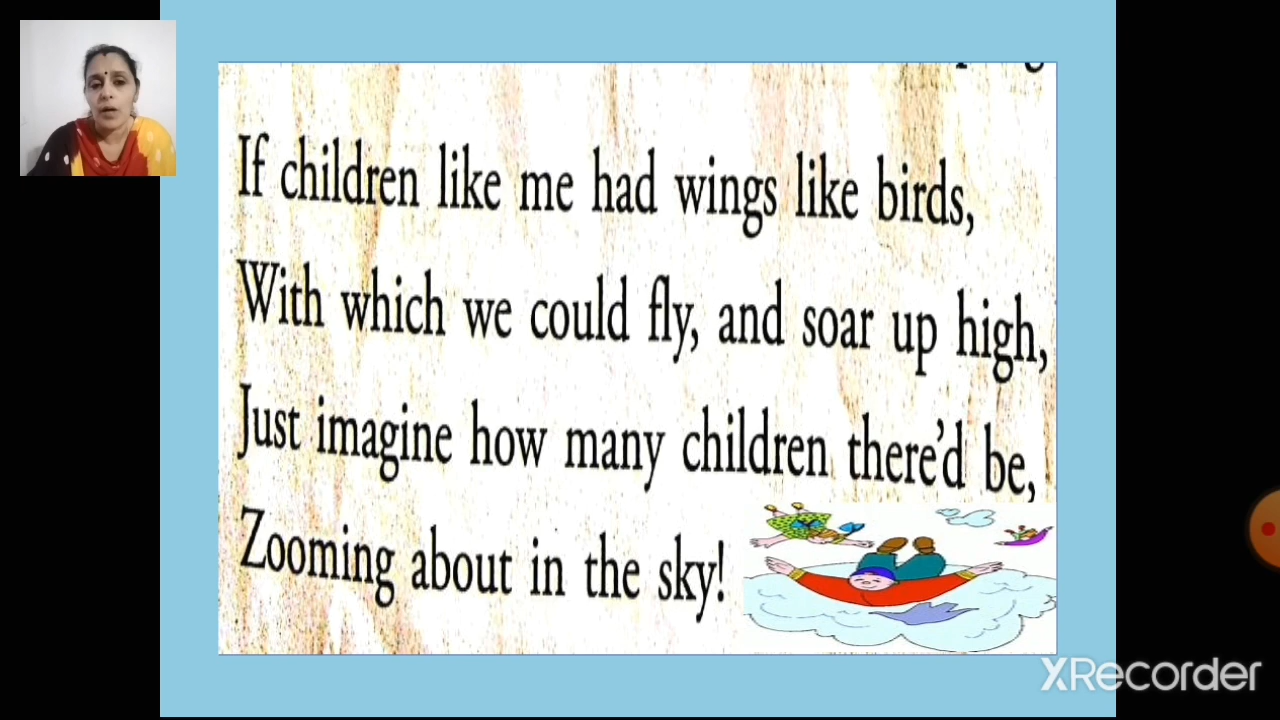 If children like me had wings like birds,
With which we could fly, and soar up high,
Just imagine how many children there'd be,
Zooming about in the sky!
XRecorder